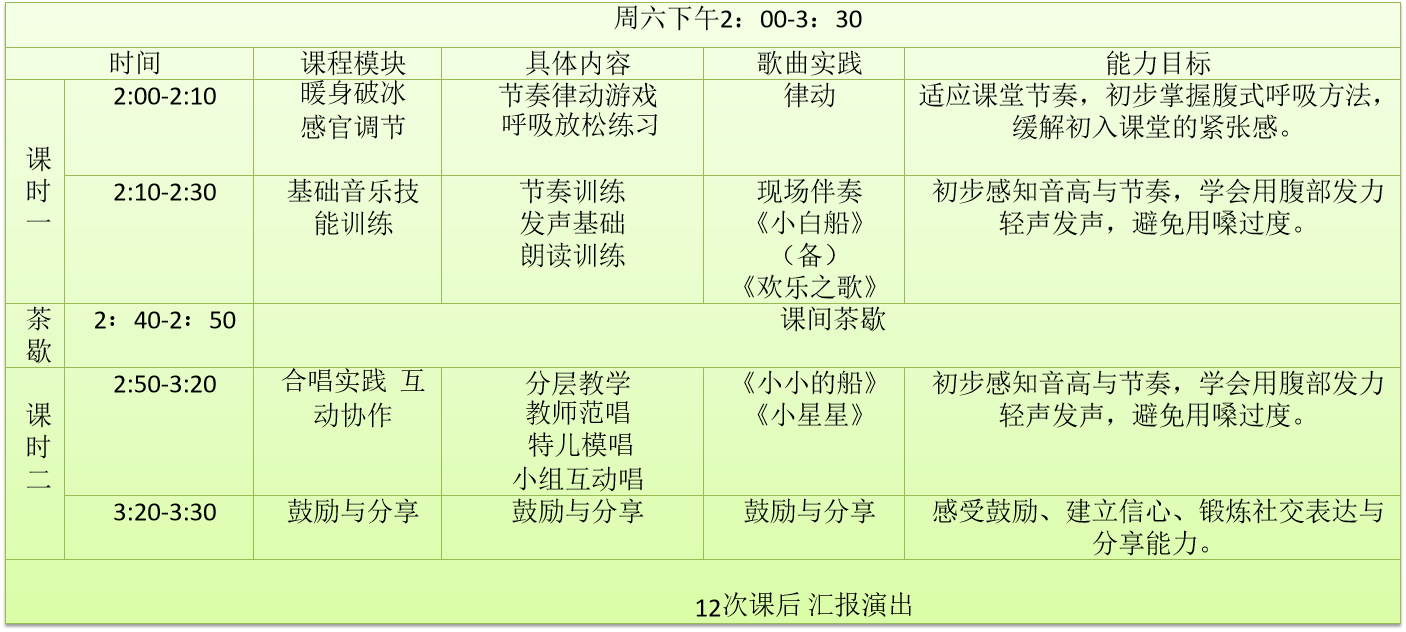 周六下午2：00-3：30
时间 课程模块 具体内容 歌曲实践 能力目标
课时一
2:00-2:10
暖身破冰
感官调节
节奏律动游戏
呼吸放松练习
律动
适应课堂节奏，初步掌握腹式呼吸方法，
缓解初入课堂的紧张感。
2:10-2:30
基础音乐技
能训练
节奏训练
发声基础
朗读训练
现场伴奏
《小白船》
（备）
《欢乐之歌》
初步感知音高与节奏，学会用腹部发力
轻声发声，避免用嗓过度。
茶歇
2：40-2：50
课间茶歇
课时二
2:50-3:20
合唱实践 互
动协作
分层教学
教师范唱
特儿模唱
小组互动唱
《小小的船》
《小星星》
初步感知音高与节奏，学会用腹部发力
轻声发声，避免用嗓过度。
3:20-3:30
鼓励与分享
鼓励与分享
鼓励与分享
感受鼓励、建立信心、锻炼社交表达与
分享能力。
12次课后 汇报演出